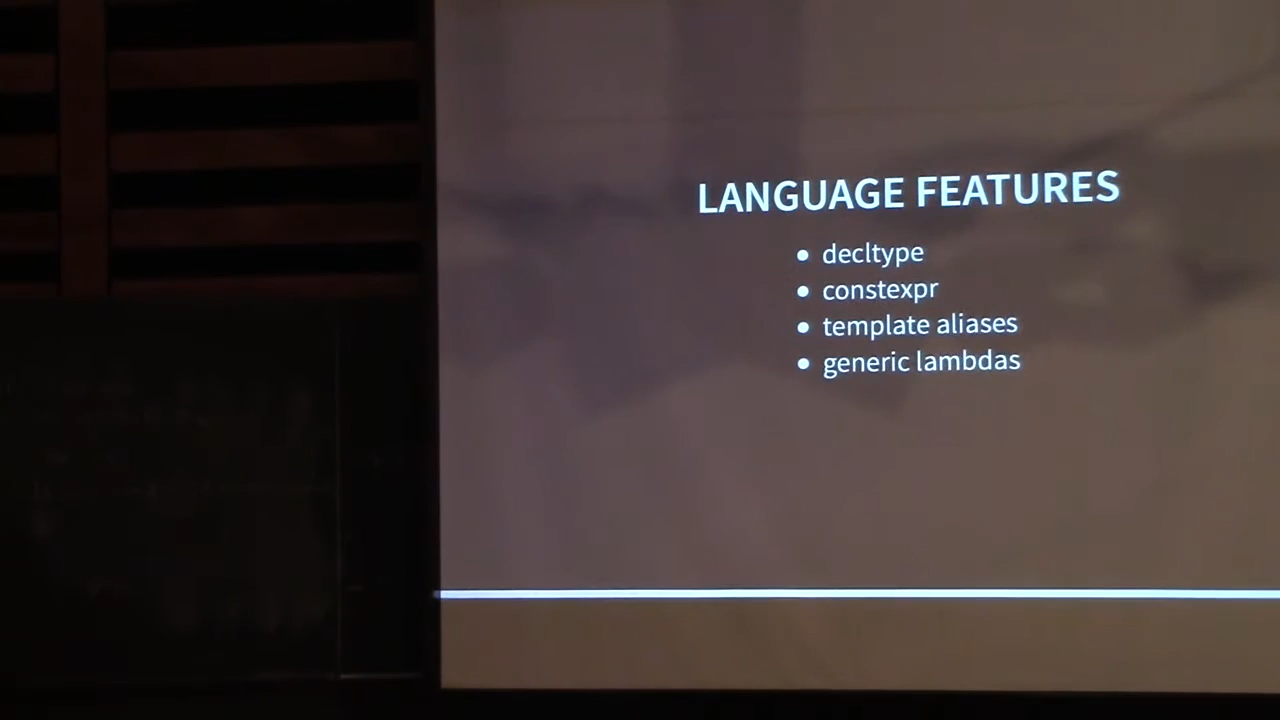 LANGUAGE FEATURES
• decltype
• constexpr
• template aliases
• generic lambdas